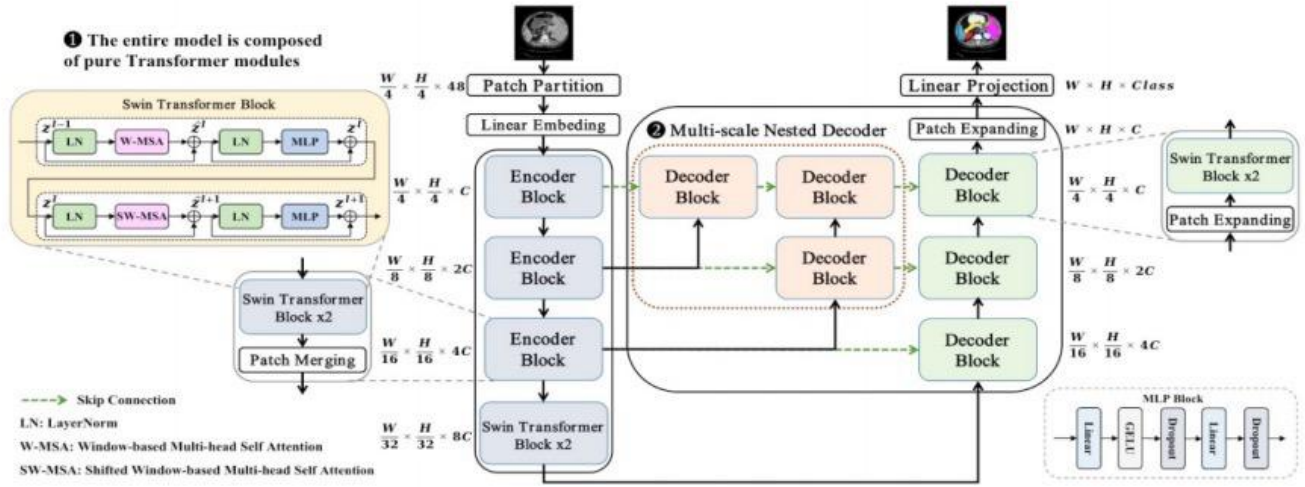 ❶ The entire model is composed
of pure Transformer modules
Swin Transformer Block
z^{l-1}
LN
W-MSA
ẑ^{l}
LN
MLP
z^{l}
z^{l}
LN
SW-MSA
ẑ^{l+1}
LN
MLP
z^{l+1}
Swin Transformer
Block x2
Patch Merging
Skip Connection
LN: LayerNorm
W-MSA: Window-based Multi-head Self Attention
SW-MSA: Shifted Window-based Multi-head Self Attention
W/4 × H/4 × 48
Patch Partition
Linear Embeding
W/4 × H/4 × C
Encoder
Block
W/8 × H/8 × 2C
Encoder
Block
W/16 × H/16 × 4C
Encoder
Block
W/32 × H/32 × 8C
Swin Transformer
Block x2
❷ Multi-scale Nested Decoder
Decoder
Block
Decoder
Block
Decoder
Block
Linear Projection
W × H × Class
Patch Expanding
W × H × C
Decoder
Block
W/4 × H/4 × C
Decoder
Block
W/8 × H/8 × 2C
Decoder
Block
W/16 × H/16 × 4C
Swin Transformer
Block x2
Patch Expanding
MLP Block
Linear
GELU
Dropout
Linear
Dropout